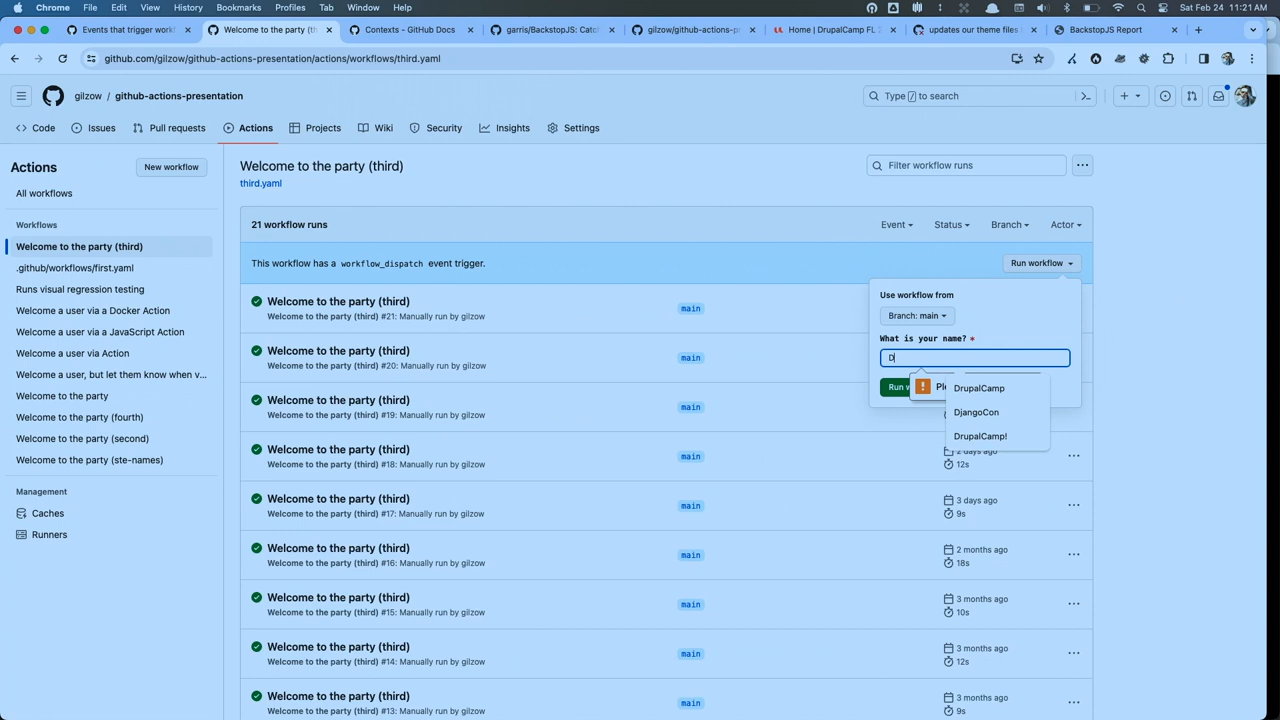 Chrome File Edit View History Bookmarks Profiles Tab Window Help Sat Feb 24 11:21 AM
Events that trigger work Welcome to the party (th Contexts - GitHub Docs garris/BackstopJS: Catc gilzow/github-actions-pre Home | DrupalCamp FL 2 updates our theme files BackstopJS Report
github.com/gilzow/github-actions-presentation/actions/workflows/third.yaml
gilzow / github-actions-presentation Type / to search
Code Issues Pull requests Actions Projects Wiki Security Insights Settings
Actions New workflow
All workflows
Workflows
Welcome to the party (third)
.github/workflows/first.yaml
Runs visual regression testing
Welcome a user via a Docker Action
Welcome a user via a JavaScript Action
Welcome a user via Action
Welcome a user, but let them know when v...
Run Welcome to the party
Welcome to the party (fourth)
Welcome to the party (second)
Welcome to the party (ste-names)
Management
Caches
Runners
Welcome to the party (third)
third.yaml
Filter workflow runs
21 workflow runs Event Status Branch Actor
This workflow has a workflow_dispatch event trigger. Run workflow
Use workflow from
Branch: main
What is your name? *
D
Run w
Ple
DrupalCamp
DjangoCon
DrupalCamp!
Welcome to the party (third) main
Welcome to the party (third) #21: Manually run by gilzow
Welcome to the party (third) main
Welcome to the party (third) #20: Manually run by gilzow
Welcome to the party (third) main
Welcome to the party (third) #19: Manually run by gilzow
Welcome to the party (third) main 2 days ago
Welcome to the party (third) #18: Manually run by gilzow 12s
Welcome to the party (third) main 3 days ago
Welcome to the party (third) #17: Manually run by gilzow 9s
Welcome to the party (third) main 2 months ago
Welcome to the party (third) #16: Manually run by gilzow 18s
Welcome to the party (third) main 3 months ago
Welcome to the party (third) #15: Manually run by gilzow 10s
Welcome to the party (third) main 3 months ago
Welcome to the party (third) #14: Manually run by gilzow 12s
Welcome to the party (third) main 3 months ago
Welcome to the party (third) #13: Manually run by gilzow 9s